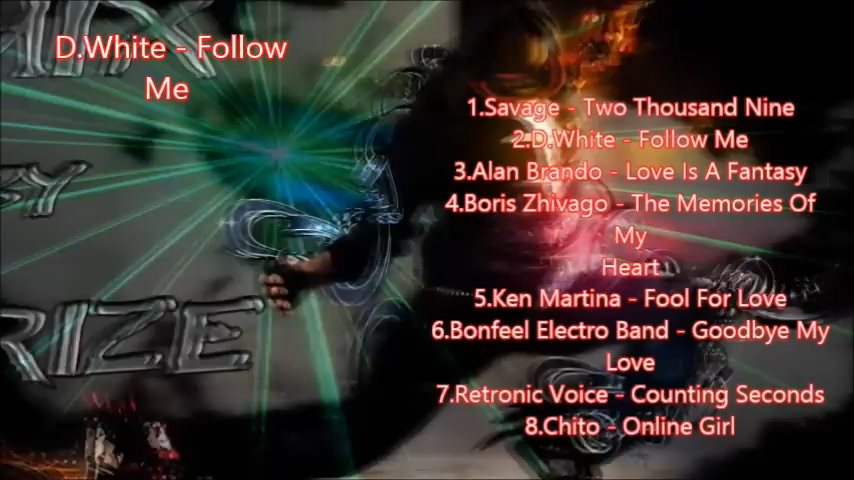 D.White - Follow
Me
1.Savage - Two Thousand Nine
2.D.White - Follow Me
3.Alan Brando - Love Is A Fantasy
4.Boris Zhivago - The Memories Of
My
Heart
5.Ken Martina - Fool For Love
6.Bonfeel Electro Band - Goodbye My
Love
7.Retronic Voice - Counting Seconds
8.Chito - Online Girl
RIZE